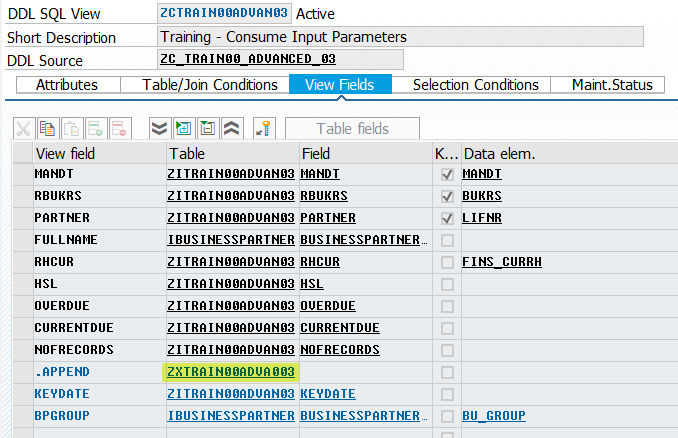 DDL SQL View ZCTRAIN00ADVAN03 Active
Short Description Training - Consume Input Parameters
DDL Source ZC_TRAIN00_ADVANCED_03
Attributes Table/Join Conditions View Fields Selection Conditions Maint.Status
Table fields
View field Table Field K... Data elem.
MANDT ZITRAIN00ADVAN03 MANDT MANDT
RBUKRS ZITRAIN00ADVAN03 RBUKRS BUKRS
PARTNER ZITRAIN00ADVAN03 PARTNER LIFNR
FULLNAME IBUSINESSPARTNER BUSINESSPARTNER...
RHCUR ZITRAIN00ADVAN03 RHCUR FINS_CURRH
HSL ZITRAIN00ADVAN03 HSL
OVERDUE ZITRAIN00ADVAN03 OVERDUE
CURRENTDUE ZITRAIN00ADVAN03 CURRENTDUE
NOFRECORDS ZITRAIN00ADVAN03 NOFRECORDS
.APPEND ZXTRAIN00ADVA003
KEYDATE ZITRAIN00ADVAN03 KEYDATE
BPGROUP IBUSINESSPARTNER BUSINESSPARTNER... BU_GROUP